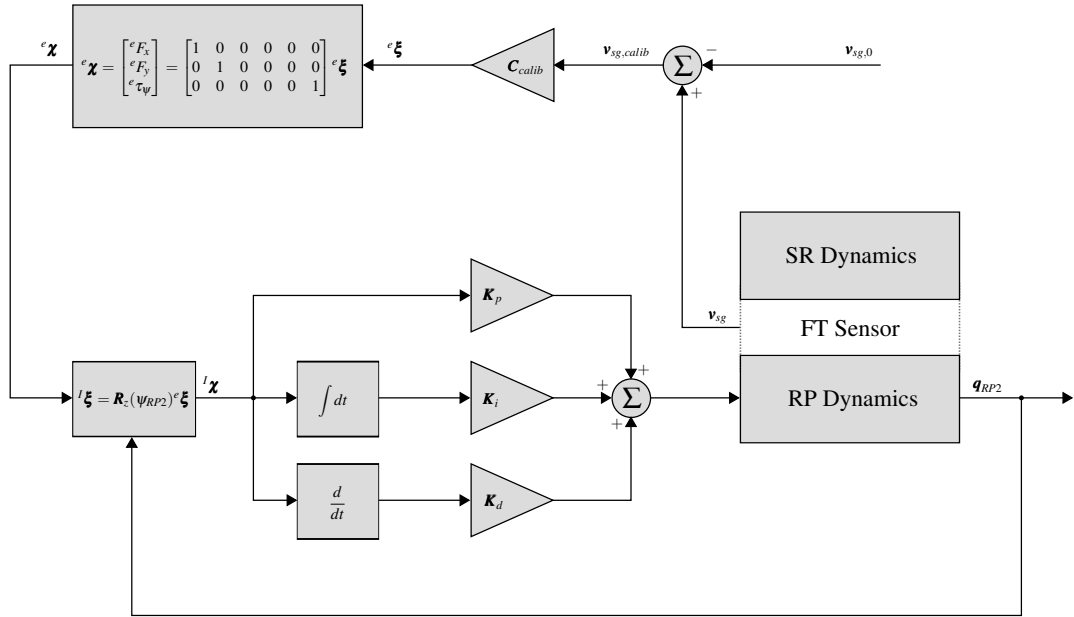 ᵉχ
ᵉχ = [ᵉFₓ ᵉF_y ᵉτ_ψ] = [1 0 0 0 0 0
0 1 0 0 0 0
0 0 0 0 0 1] ᵉξ
ᵉξ
C_calib
v_sg,calib
Σ
−
+
v_sg,0
SR Dynamics
v_sg
FT Sensor
RP Dynamics
q_RP2
K_p
ᴵξ = R_z(ψ_RP2)ᵉξ
ᴵχ
∫ dt
K_i
+
+
+
Σ
d
dt
K_d